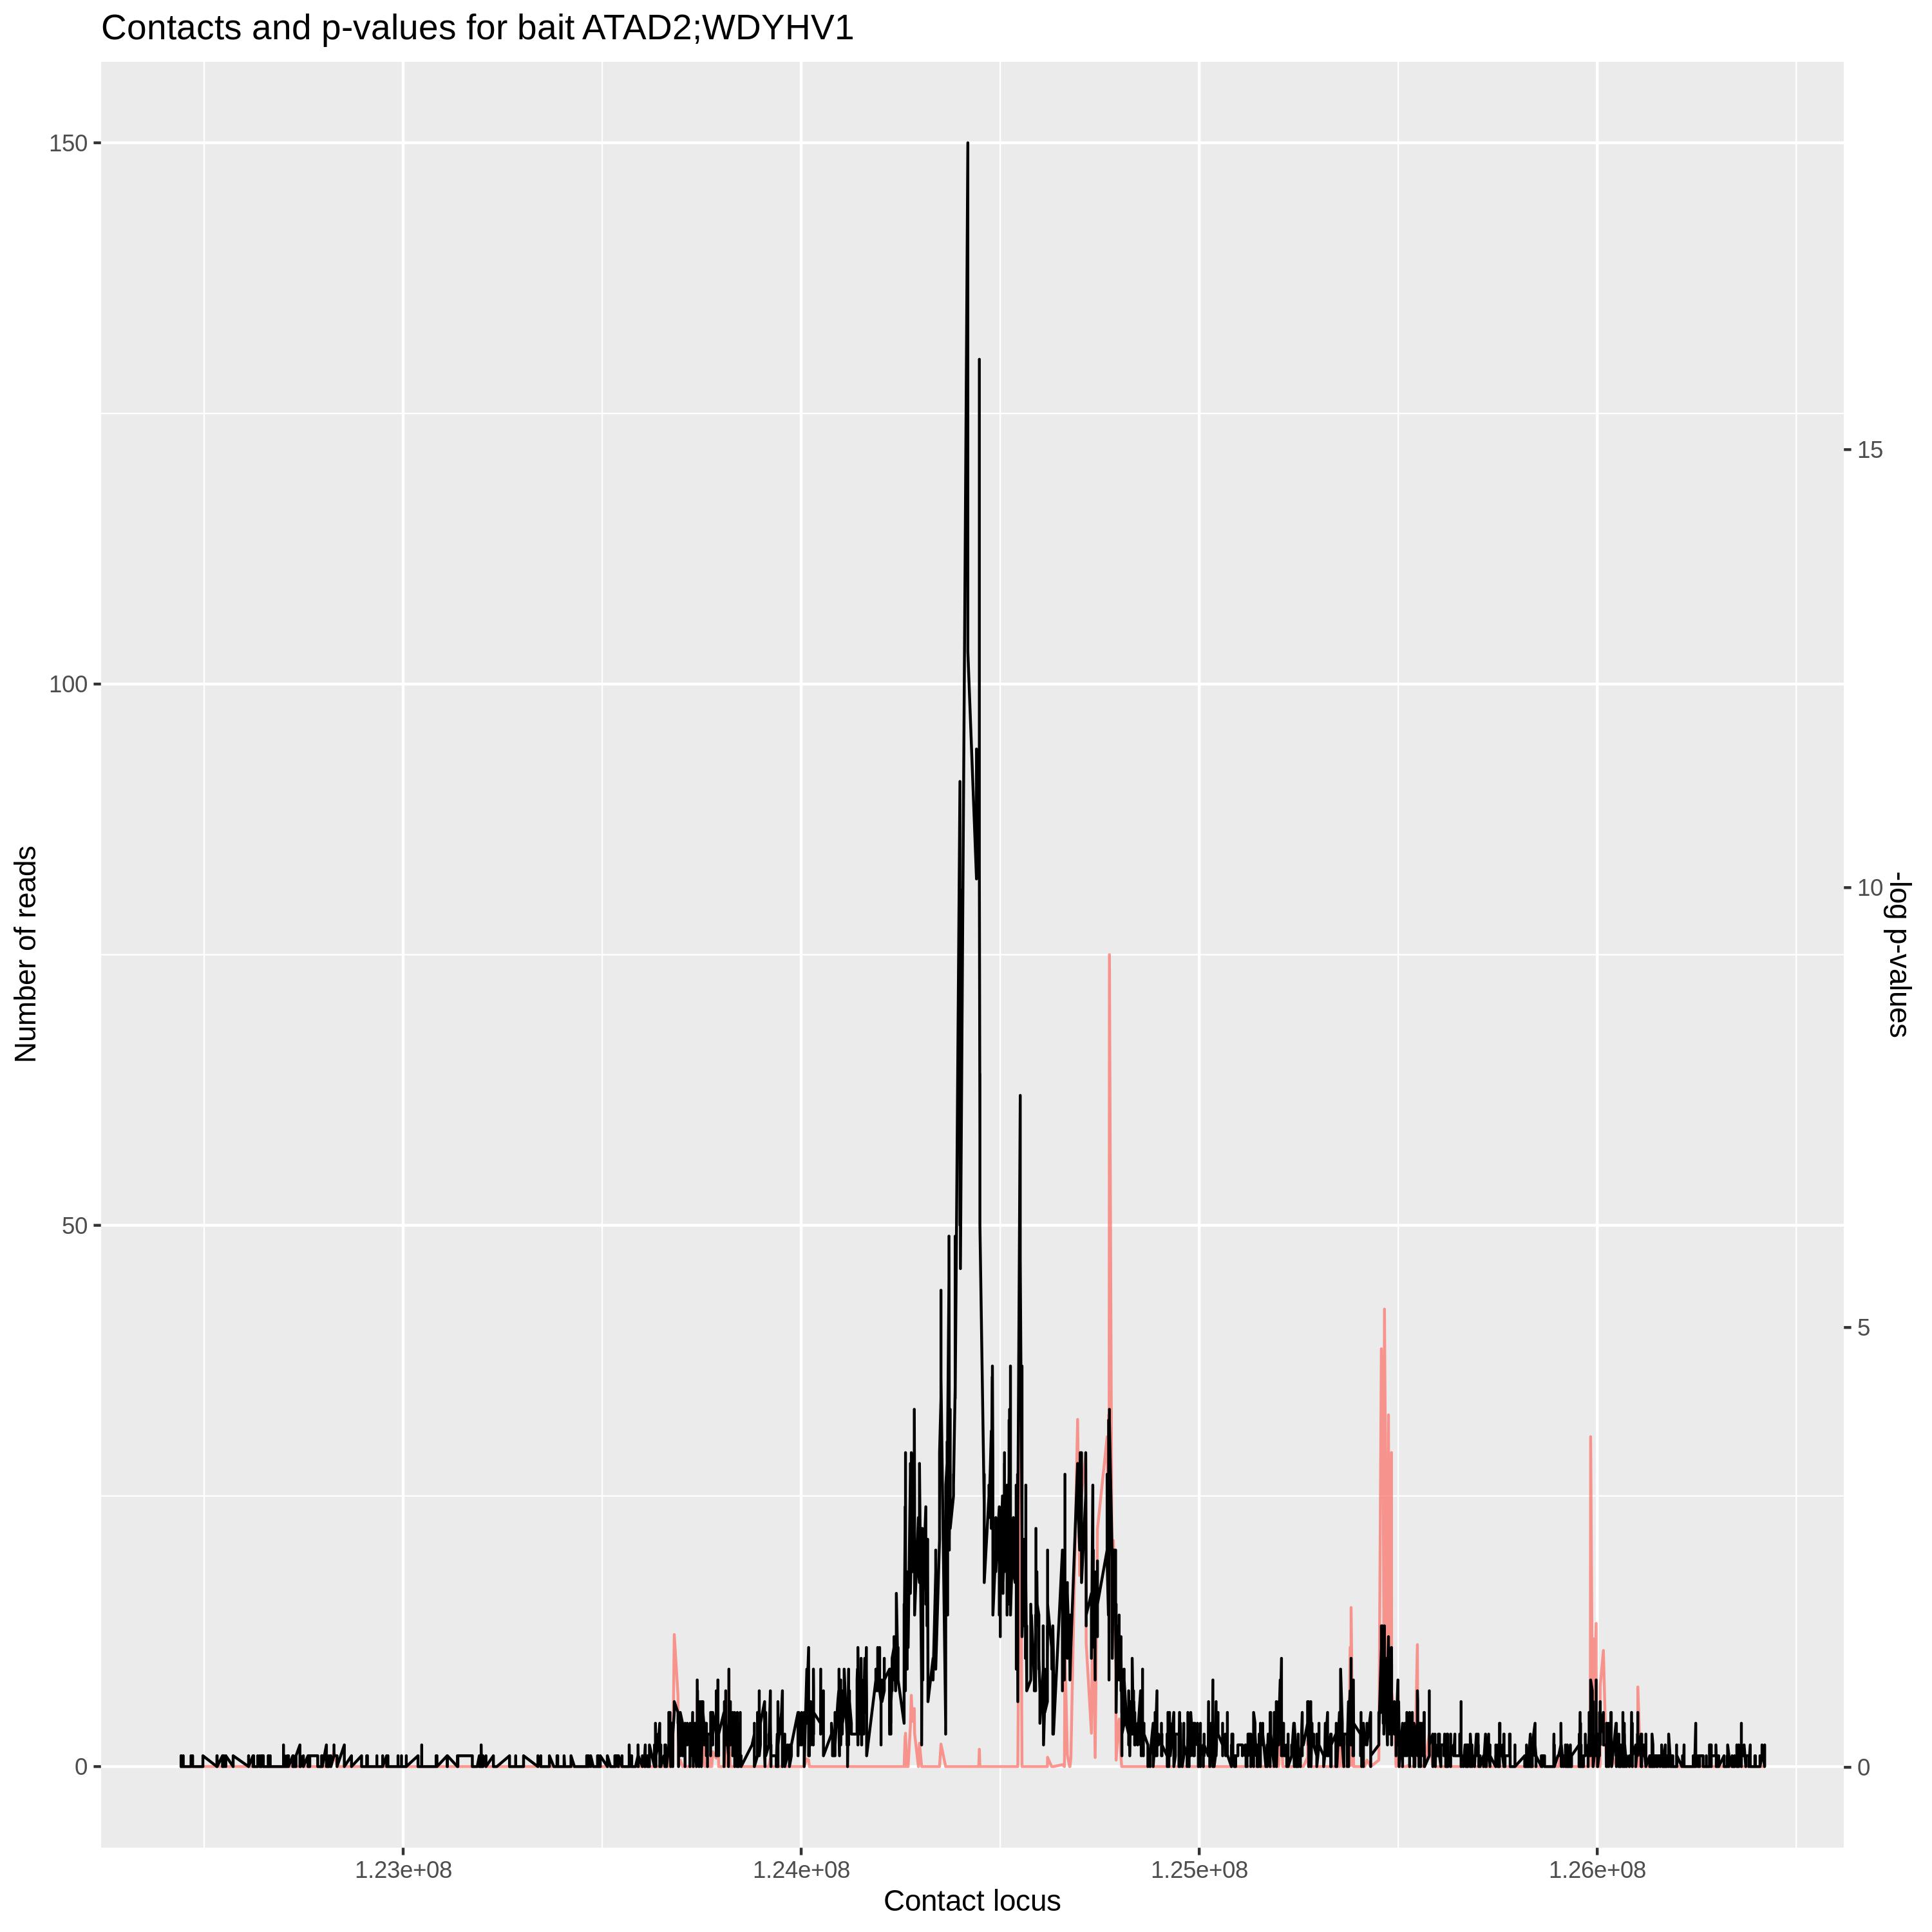 Contacts and p-values for bait ATAD2;WDYHV1
150
100
50
0
Number of reads
15
10
5
0
-log p-values
1.23e+08
1.24e+08
1.25e+08
1.26e+08
Contact locus